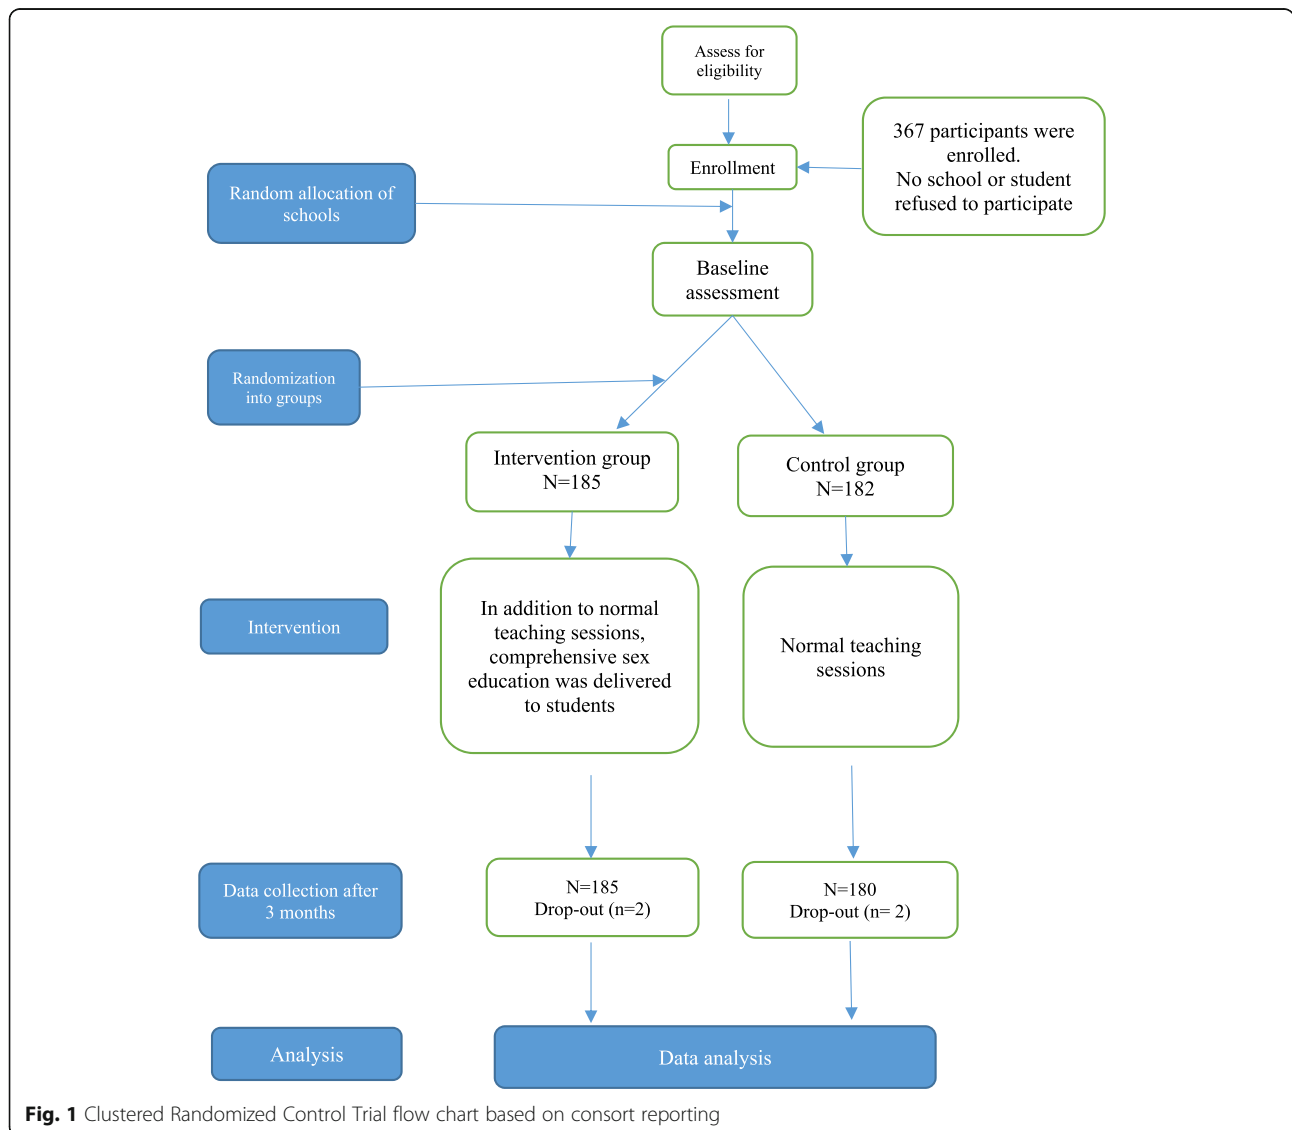 Assess for
eligibility
367 participants were
enrolled.
No school or student
refused to participate
Enrollment
Random allocation of
schools
Baseline
assessment
Randomization
into groups
Intervention group
N=185
Control group
N=182
Intervention
In addition to normal
teaching sessions,
comprehensive sex
education was delivered
to students
Normal teaching
sessions
Data collection after
3 months
N=185
Drop-out (n=2)
N=180
Drop-out (n= 2)
Analysis
Data analysis
Fig. 1 Clustered Randomized Control Trial flow chart based on consort reporting